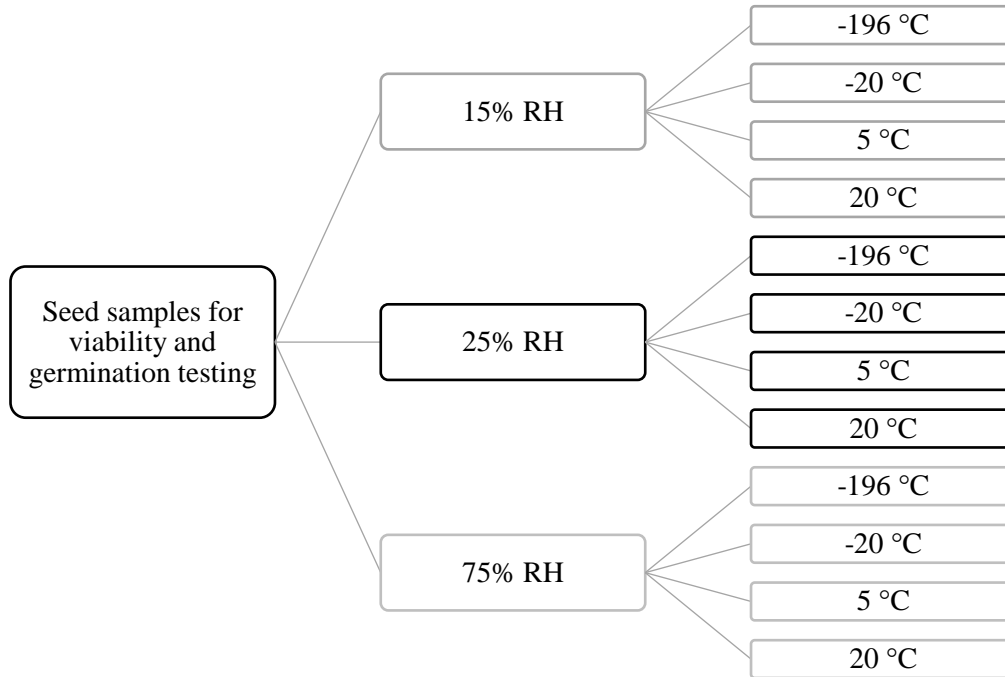 Seed samples for
viability and
germination testing
15% RH
-196 °C
-20 °C
5 °C
20 °C
25% RH
-196 °C
-20 °C
5 °C
20 °C
75% RH
-196 °C
-20 °C
5 °C
20 °C